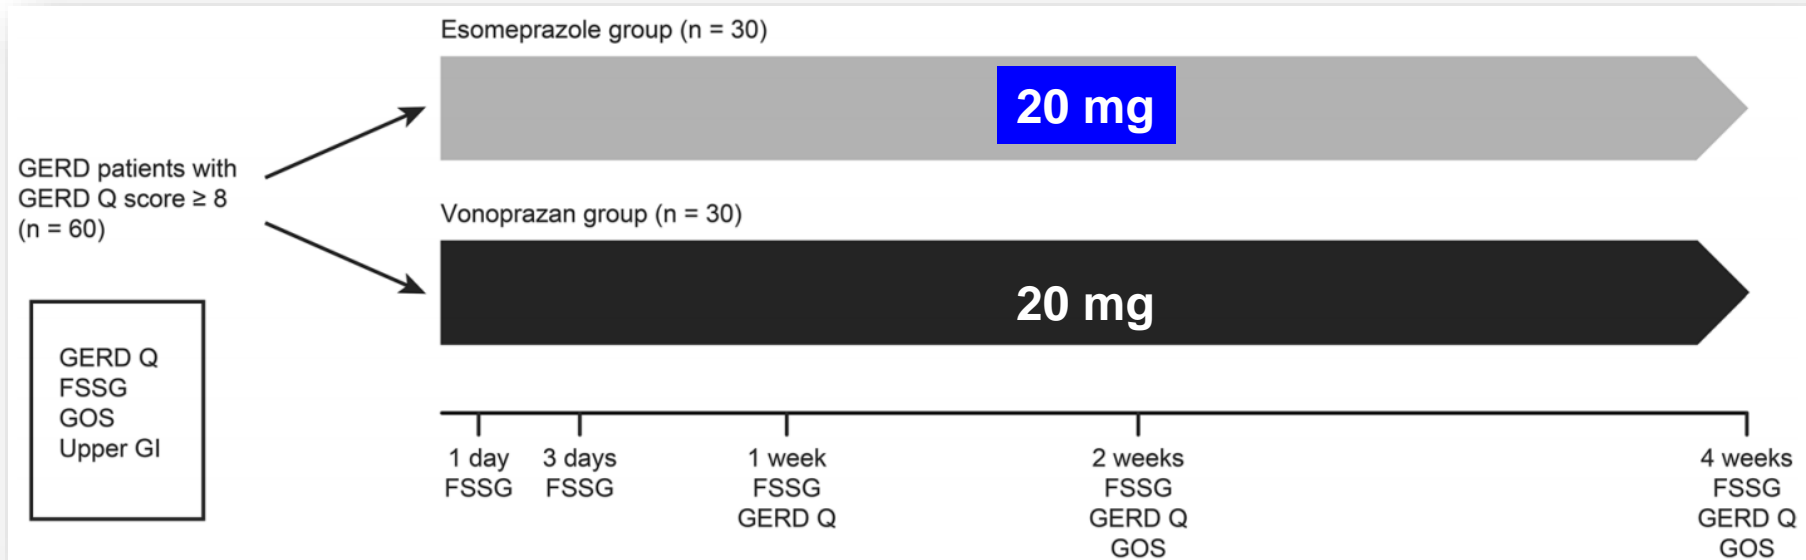 Esomeprazole group (n = 30)
20 mg
GERD patients with
GERD Q score ≥ 8
(n = 60)
Vonoprazan group (n = 30)
20 mg
GERD Q
FSSG
GOS
Upper GI
1 day
FSSG
3 days
FSSG
1 week
FSSG
GERD Q
2 weeks
FSSG
GERD Q
GOS
4 weeks
FSSG
GERD Q
GOS